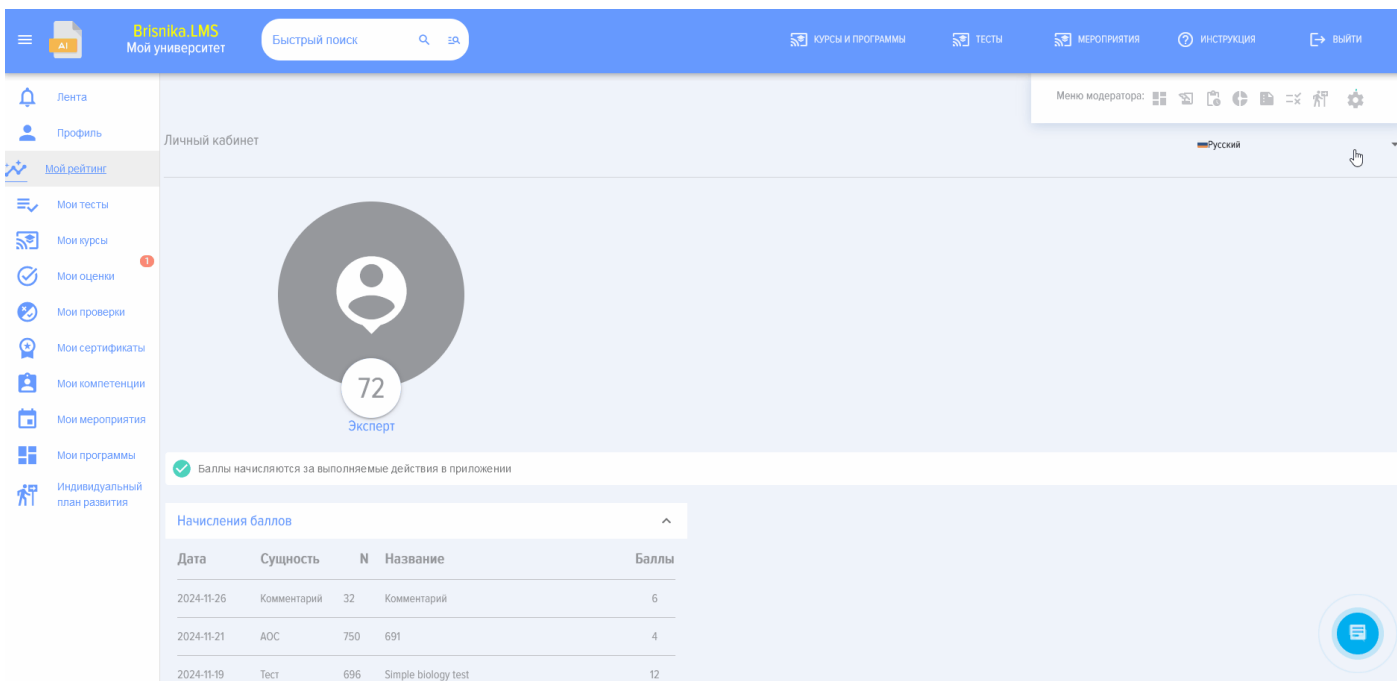 AI
Brisnika.LMS
Мой университет
Быстрый поиск
КУРСЫ И ПРОГРАММЫ
ТЕСТЫ
МЕРОПРИЯТИЯ
ИНСТРУКЦИЯ
ВЫЙТИ
Меню модератора:
Лента
Профиль
Мой рейтинг
Мои тесты
Мои курсы
1
Мои оценки
Мои проверки
Мои сертификаты
Мои компетенции
Мои мероприятия
Мои программы
Индивидуальный
план развития
Личный кабинет
Русский
72
Эксперт
Баллы начисляются за выполняемые действия в приложении
Начисления баллов
Дата Сущность N Название Баллы
2024-11-26 Комментарий 32 Комментарий 6
2024-11-21 АОС 750 691 4
2024-11-19 Тест 696 Simple biology test 12